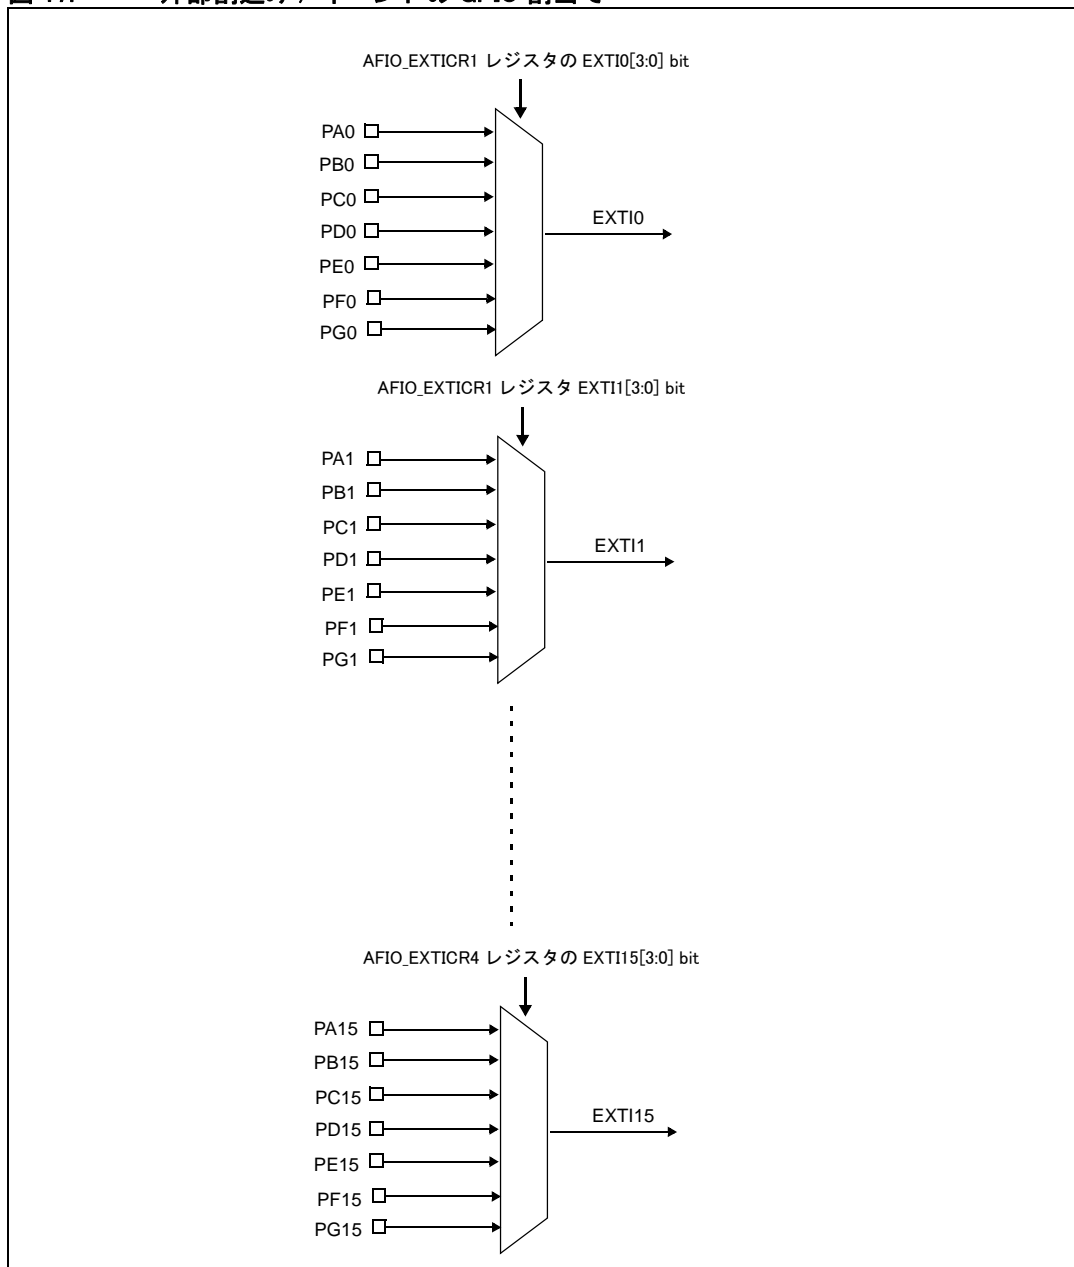 AFIO_EXTICR1 レジスタの EXTI0[3:0] bit
PA0
PB0
PC0
PD0
PE0
PF0
PG0
EXTI0
AFIO_EXTICR1 レジスタ EXTI1[3:0] bit
PA1
PB1
PC1
PD1
PE1
PF1
PG1
EXTI1
AFIO_EXTICR4 レジスタの EXTI15[3:0] bit
PA15
PB15
PC15
PD15
PE15
PF15
PG15
EXTI15